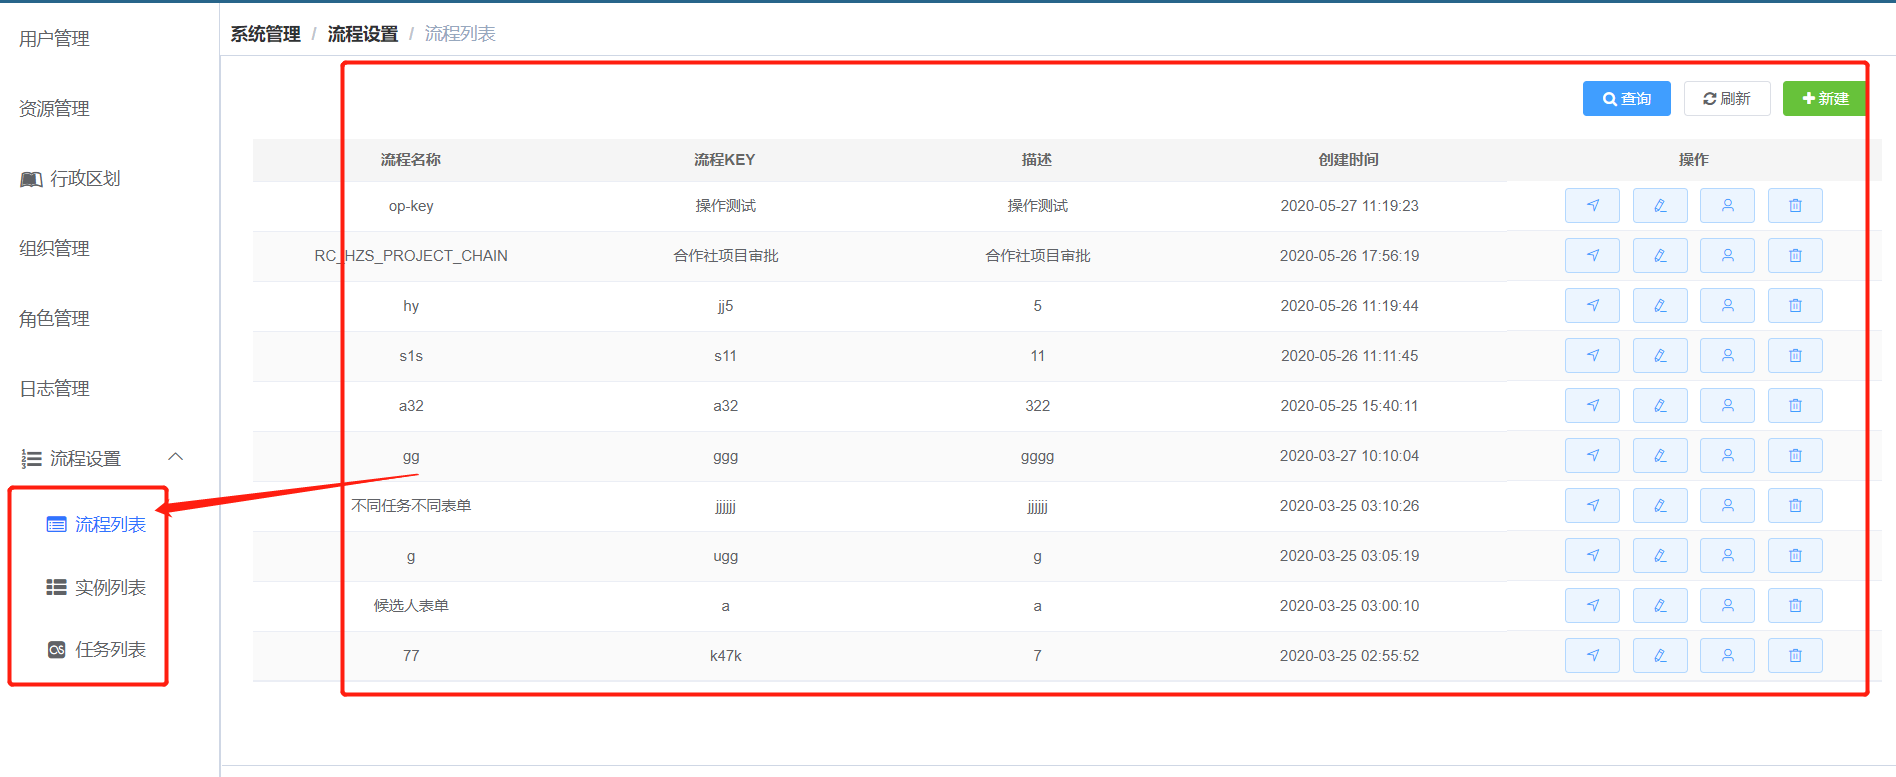 用户管理
资源管理
行政区划
组织管理
角色管理
日志管理
流程设置
流程列表
实例列表
任务列表
系统管理 / 流程设置 / 流程列表
查询 刷新 新建
流程名称 流程KEY 描述 创建时间 操作
op-key 操作测试 操作测试 2020-05-27 11:19:23
RC_HZS_PROJECT_CHAIN 合作社项目审批 合作社项目审批 2020-05-26 17:56:19
hy jj5 5 2020-05-26 11:19:44
s1s s11 11 2020-05-26 11:11:45
a32 a32 322 2020-05-25 15:40:11
gg ggg gggg 2020-03-27 10:10:04
不同任务不同表单 jjjjjj jjjjjj 2020-03-25 03:10:26
g ugg g 2020-03-25 03:05:19
候选人表单 a a 2020-03-25 03:00:10
77 k47k 7 2020-03-25 02:55:52